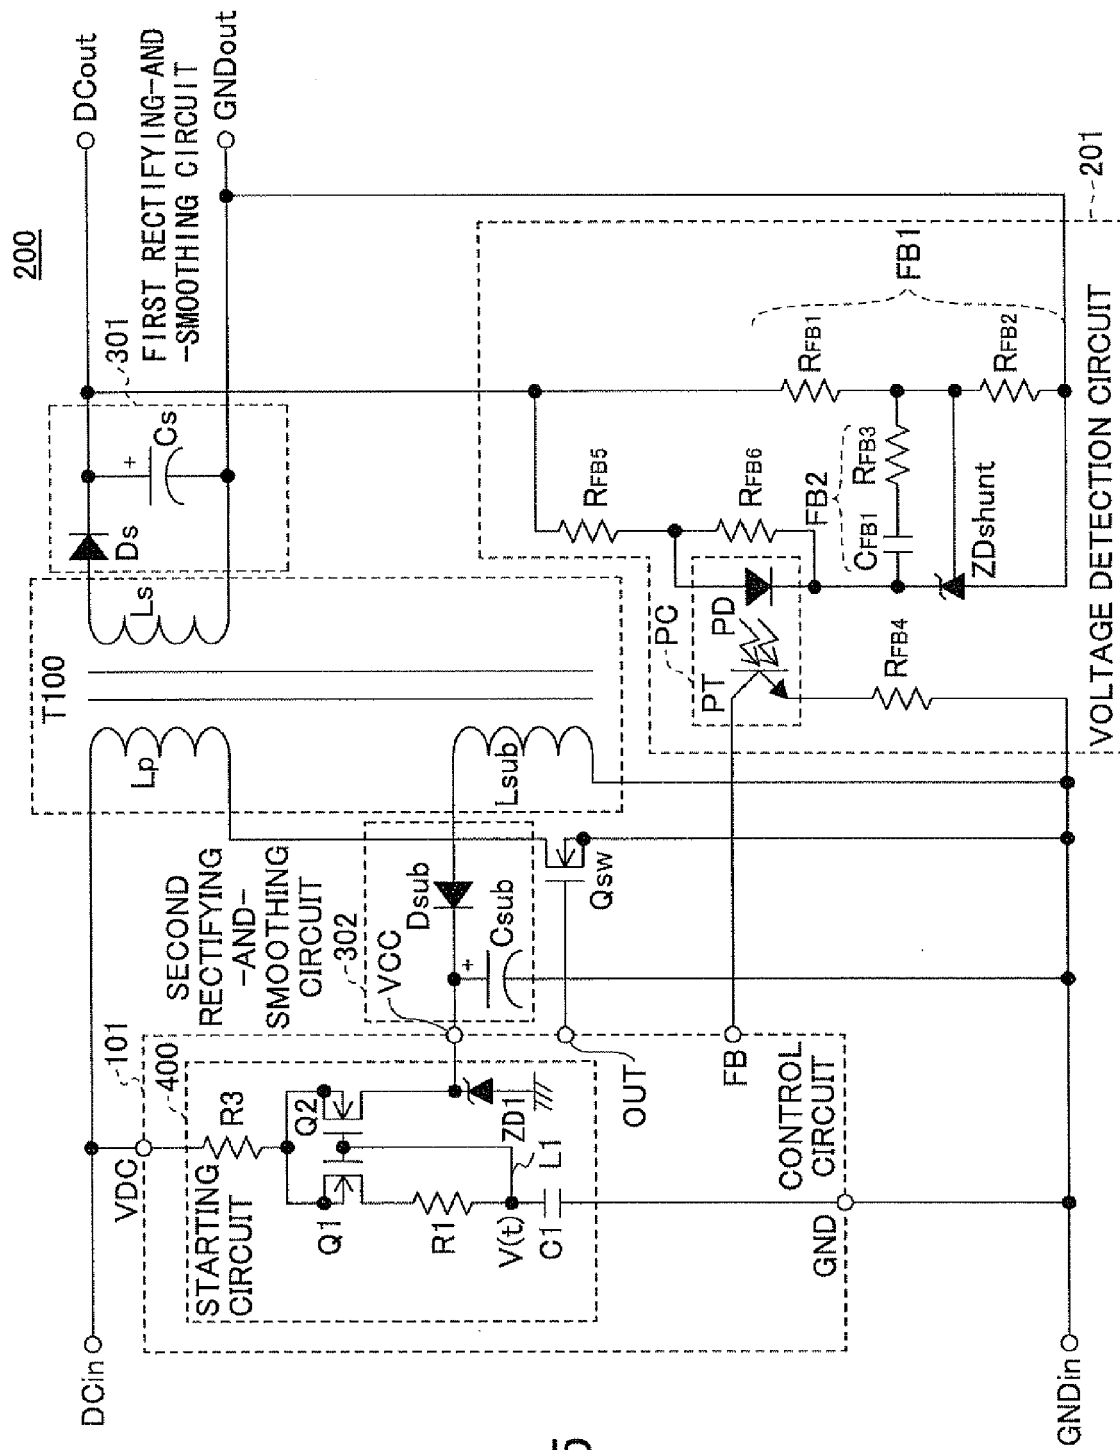 200
DCin
VDC
101
400
STARTING
CIRCUIT
R3
Q1
Q2
R1
V(t)
C1
L1
ZD1
GND
CONTROL
CIRCUIT
FB
OUT
VCC
302
SECOND
RECTIFYING
-AND-
SMOOTHING
CIRCUIT
Dsub
Csub
+
Qsw
T100
Lp
Ls
Lsub
Ds
Cs
+
301
FIRST RECTIFYING-AND
-SMOOTHING CIRCUIT
DCout
GNDout
PC
PT
PD
RFB4
RFB5
RFB6
FB2
CFB1
RFB3
ZDshunt
RFB1
RFB2
FB1
201
VOLTAGE DETECTION CIRCUIT
GNDin
5